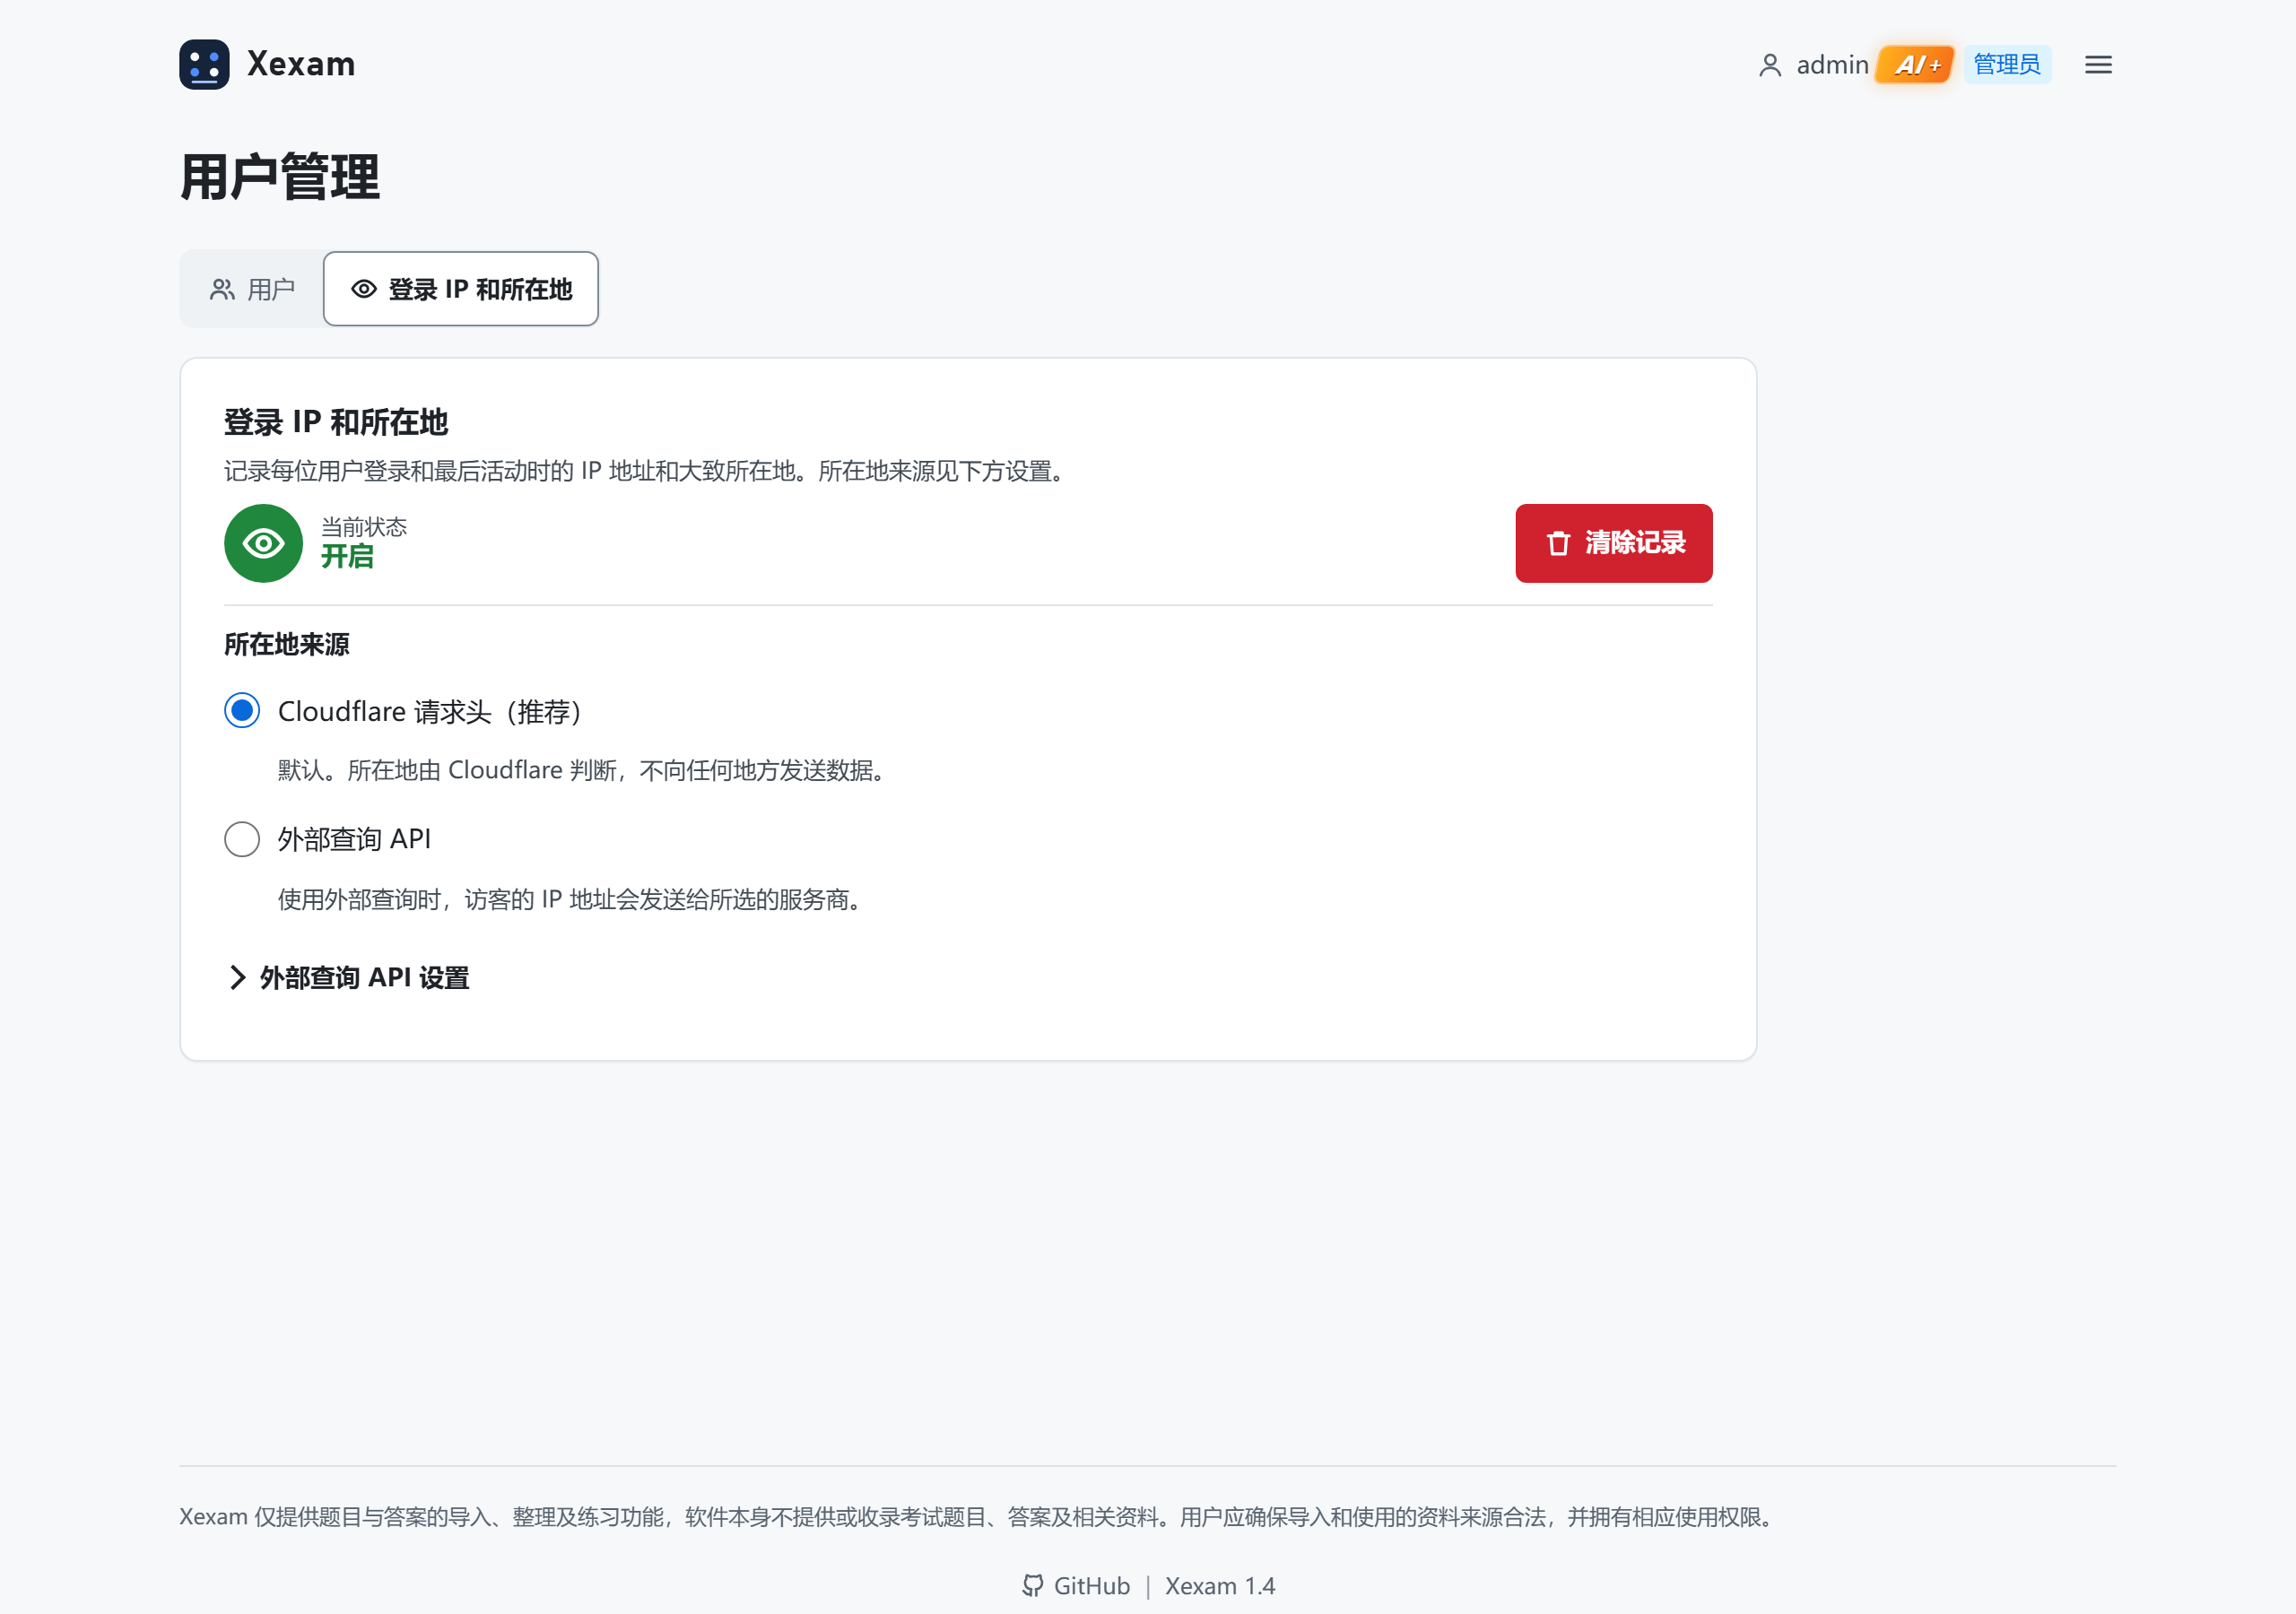 Xexam
admin AI+ 管理员
用户管理
用户
登录 IP 和所在地
登录 IP 和所在地
记录每位用户登录和最后活动时的 IP 地址和大致所在地。所在地来源见下方设置。
当前状态
开启
清除记录
所在地来源
Cloudflare 请求头（推荐）
默认。所在地由 Cloudflare 判断，不向任何地方发送数据。
外部查询 API
使用外部查询时，访客的 IP 地址会发送给所选的服务商。
外部查询 API 设置
Xexam 仅提供题目与答案的导入、整理及练习功能，软件本身不提供或收录考试题目、答案及相关资料。用户应确保导入和使用的资料来源合法，并拥有相应使用权限。
GitHub | Xexam 1.4